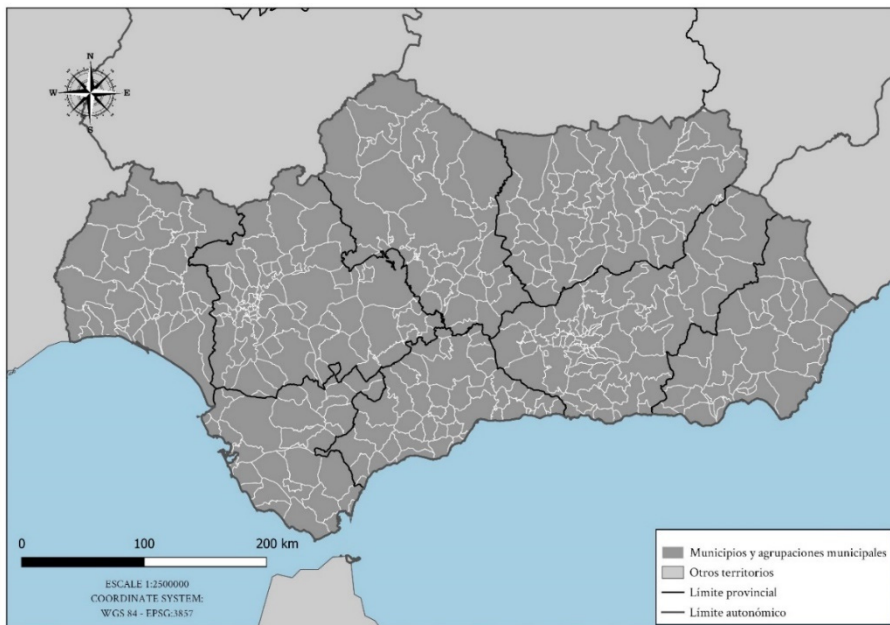 N
W E
S
0 100 200 km
ESCALE 1:2500000
COORDINATE SYSTEM:
WGS 84 - EPSG:3857
Municipios y agrupaciones municipales
Otros territorios
Límite provincial
Límite autonómico